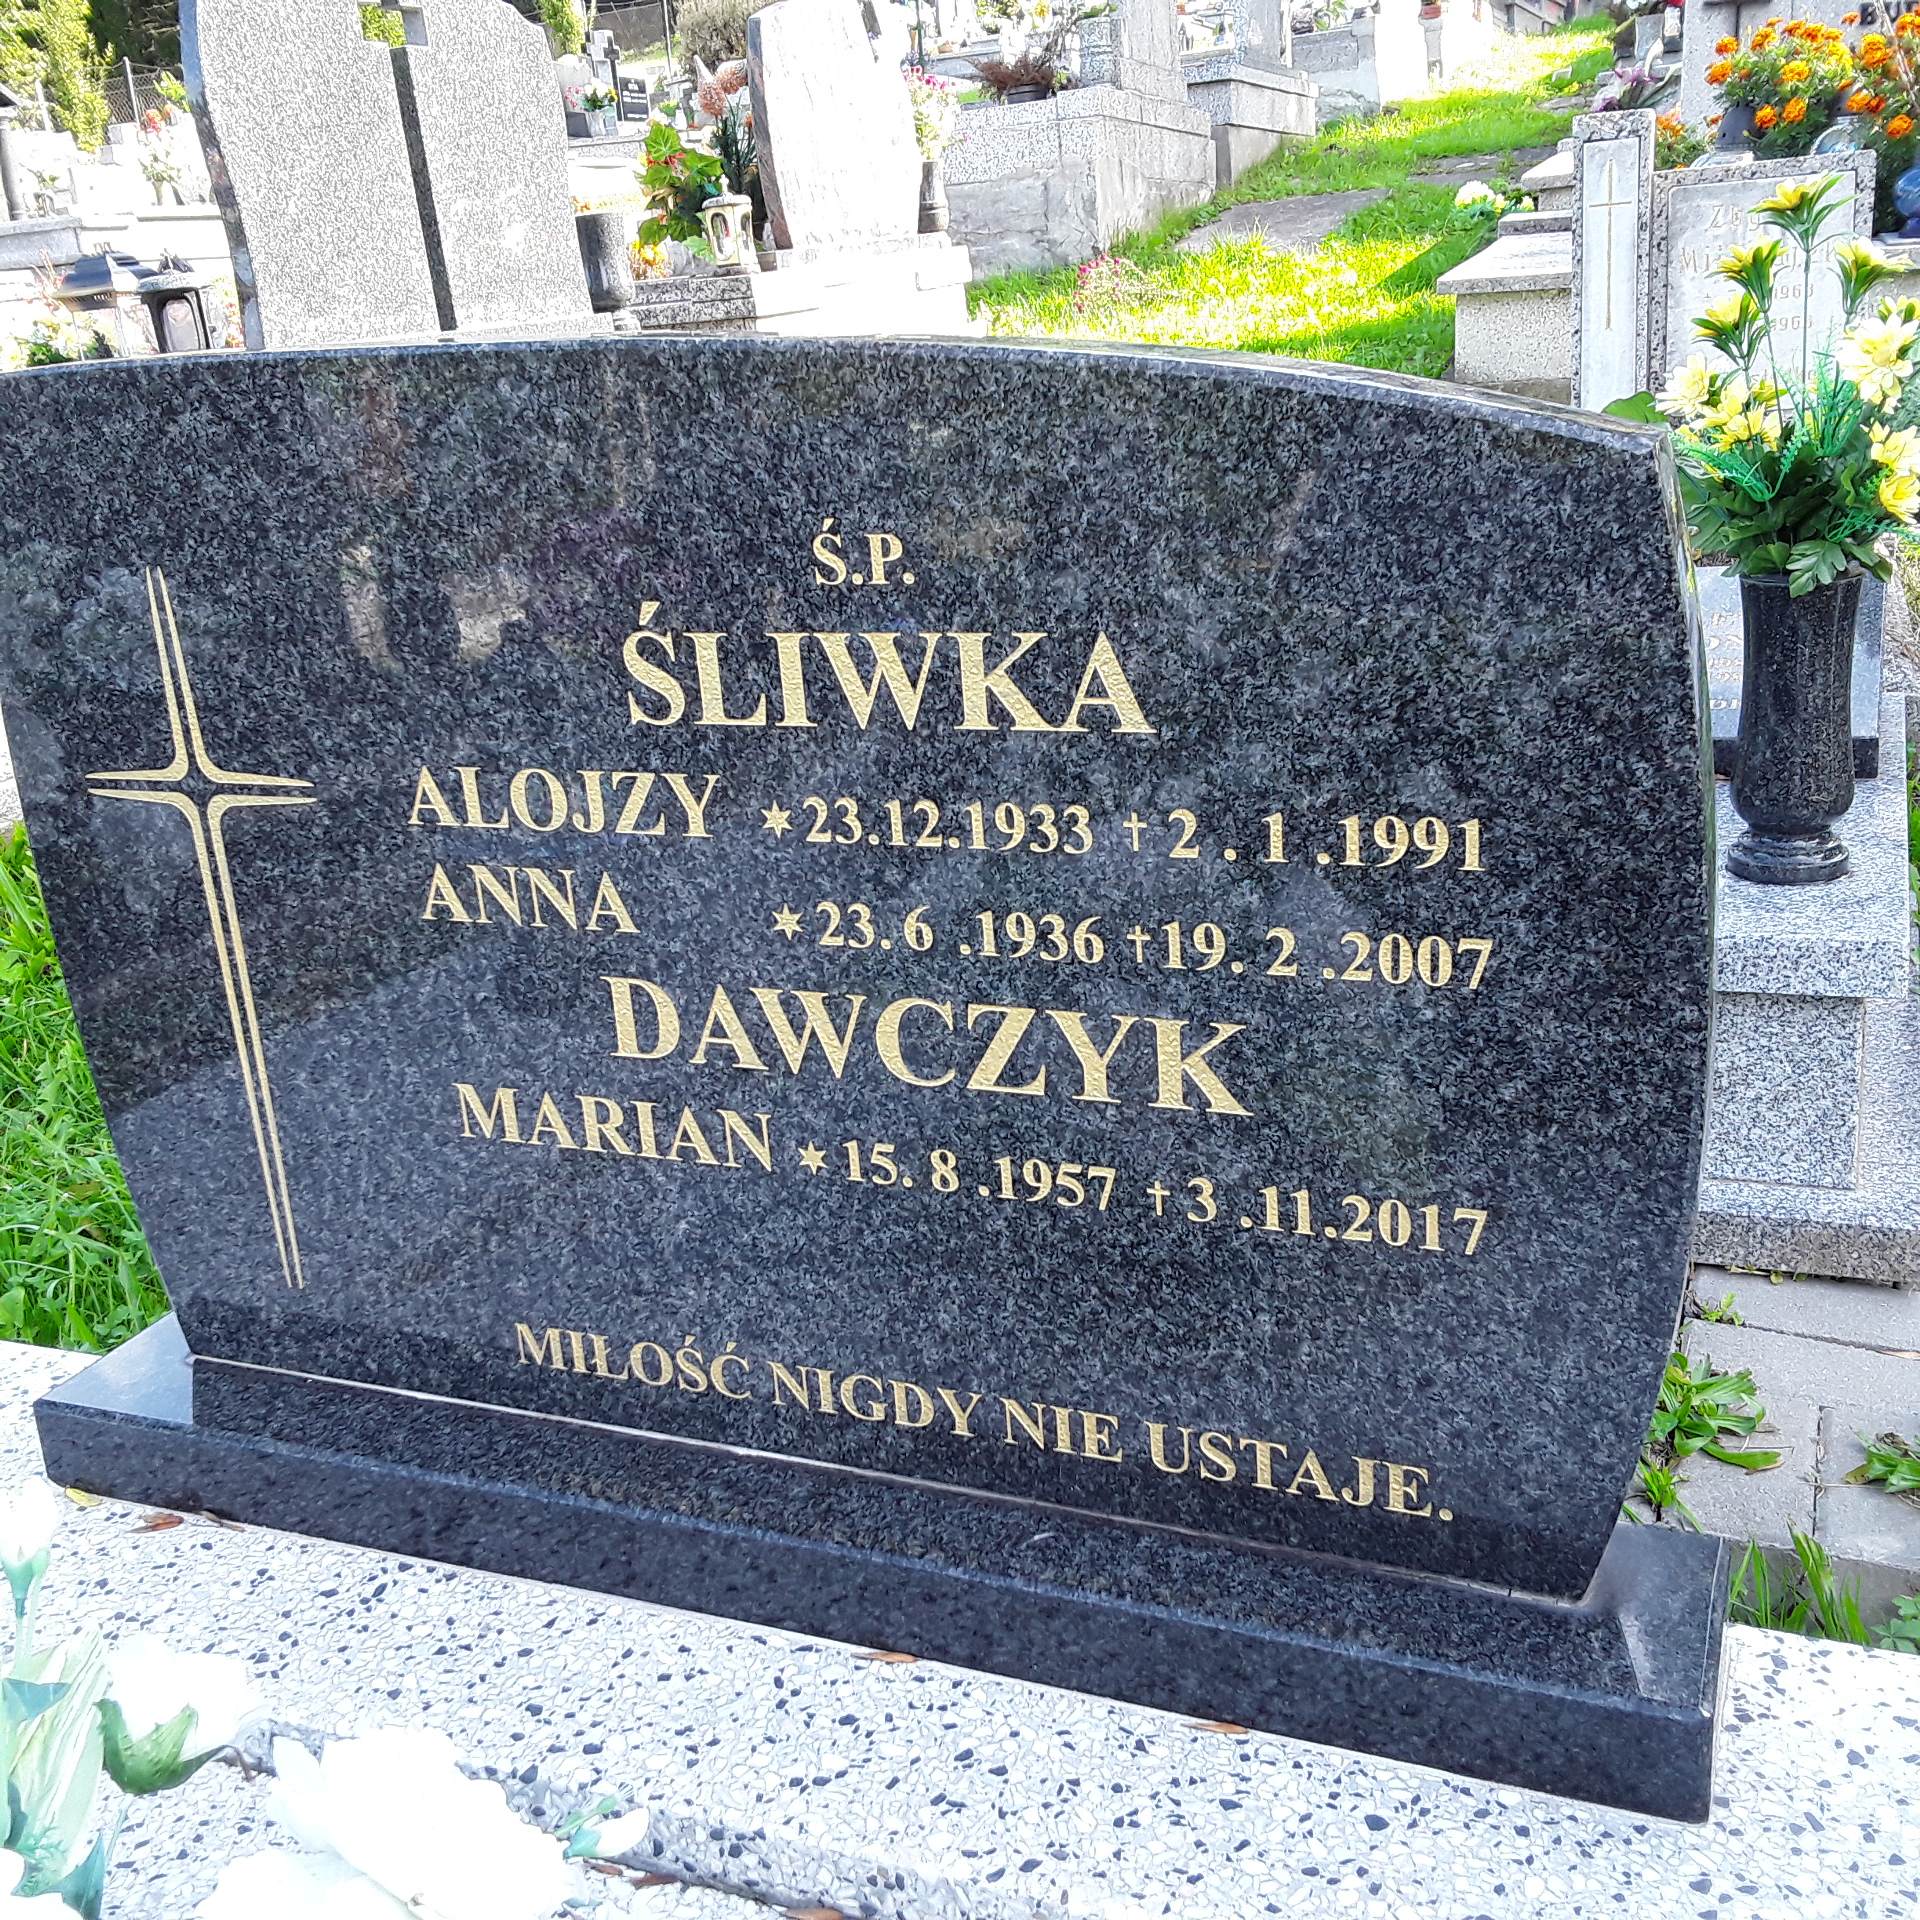 Ś.P.
ŚLIWKA
ALOJZY ✶23.12.1933 †2 . 1 .1991
ANNA ✶23. 6 .1936 †19. 2 .2007
DAWCZYK
MARIAN ✶15. 8 .1957 †3 .11.2017
MIŁOŚĆ NIGDY NIE USTAJE.